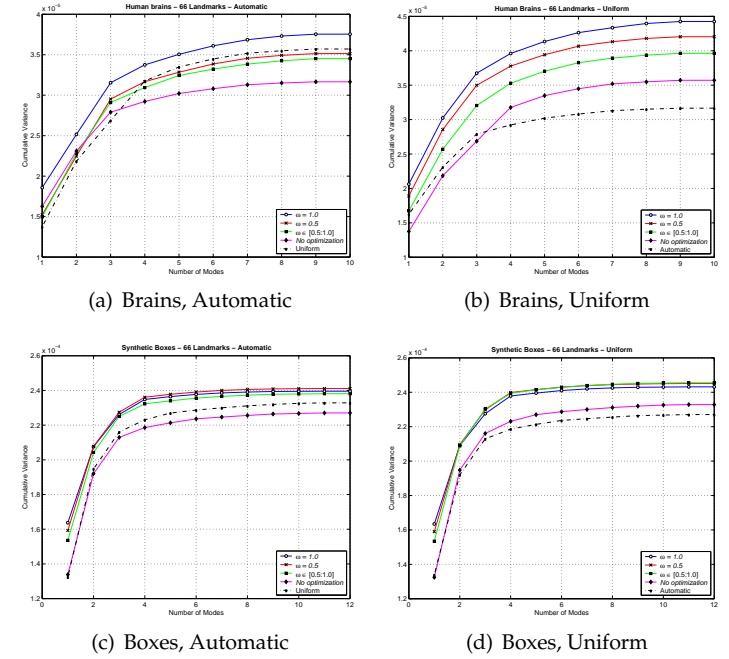 Human brains – 66 Landmarks – Automatic
x 10
4
3.5
3
2.5
2
1.5
1
Cumulative Variance
1 2 3 4 5 6 7 8 9 10
Number of Modes
ω = 1.0
ω = 0.5
ω ∈ [0.5:1.0]
No optimization
Uniform
(a) Brains, Automatic
Human Brains – 66 Landmarks – Uniform
x 10
4.5
4
3.5
3
2.5
2
1.5
1
Cumulative Variance
1 2 3 4 5 6 7 8 9 10
Number of Modes
ω = 1.0
ω = 0.5
ω ∈ [0.5:1.0]
No optimization
Automatic
(b) Brains, Uniform
Synthetic Boxes – 66 Landmarks – Automatic
x 10⁻⁴
2.6
2.4
2.2
2
1.8
1.6
1.4
1.2
Cumulative Variance
0 2 4 6 8 10 12
Number of Modes
ω = 1.0
ω = 0.5
ω ∈ [0.5:1.0]
No optimization
Uniform
(c) Boxes, Automatic
Synthetic Boxes – 66 Landmarks – Uniform
x 10⁻⁴
2.6
2.4
2.2
2
1.8
1.6
1.4
1.2
Cumulative Variance
0 2 4 6 8 10 12
Number of Modes
ω = 1.0
ω = 0.5
ω ∈ [0.5:1.0]
No optimization
Automatic
(d) Boxes, Uniform